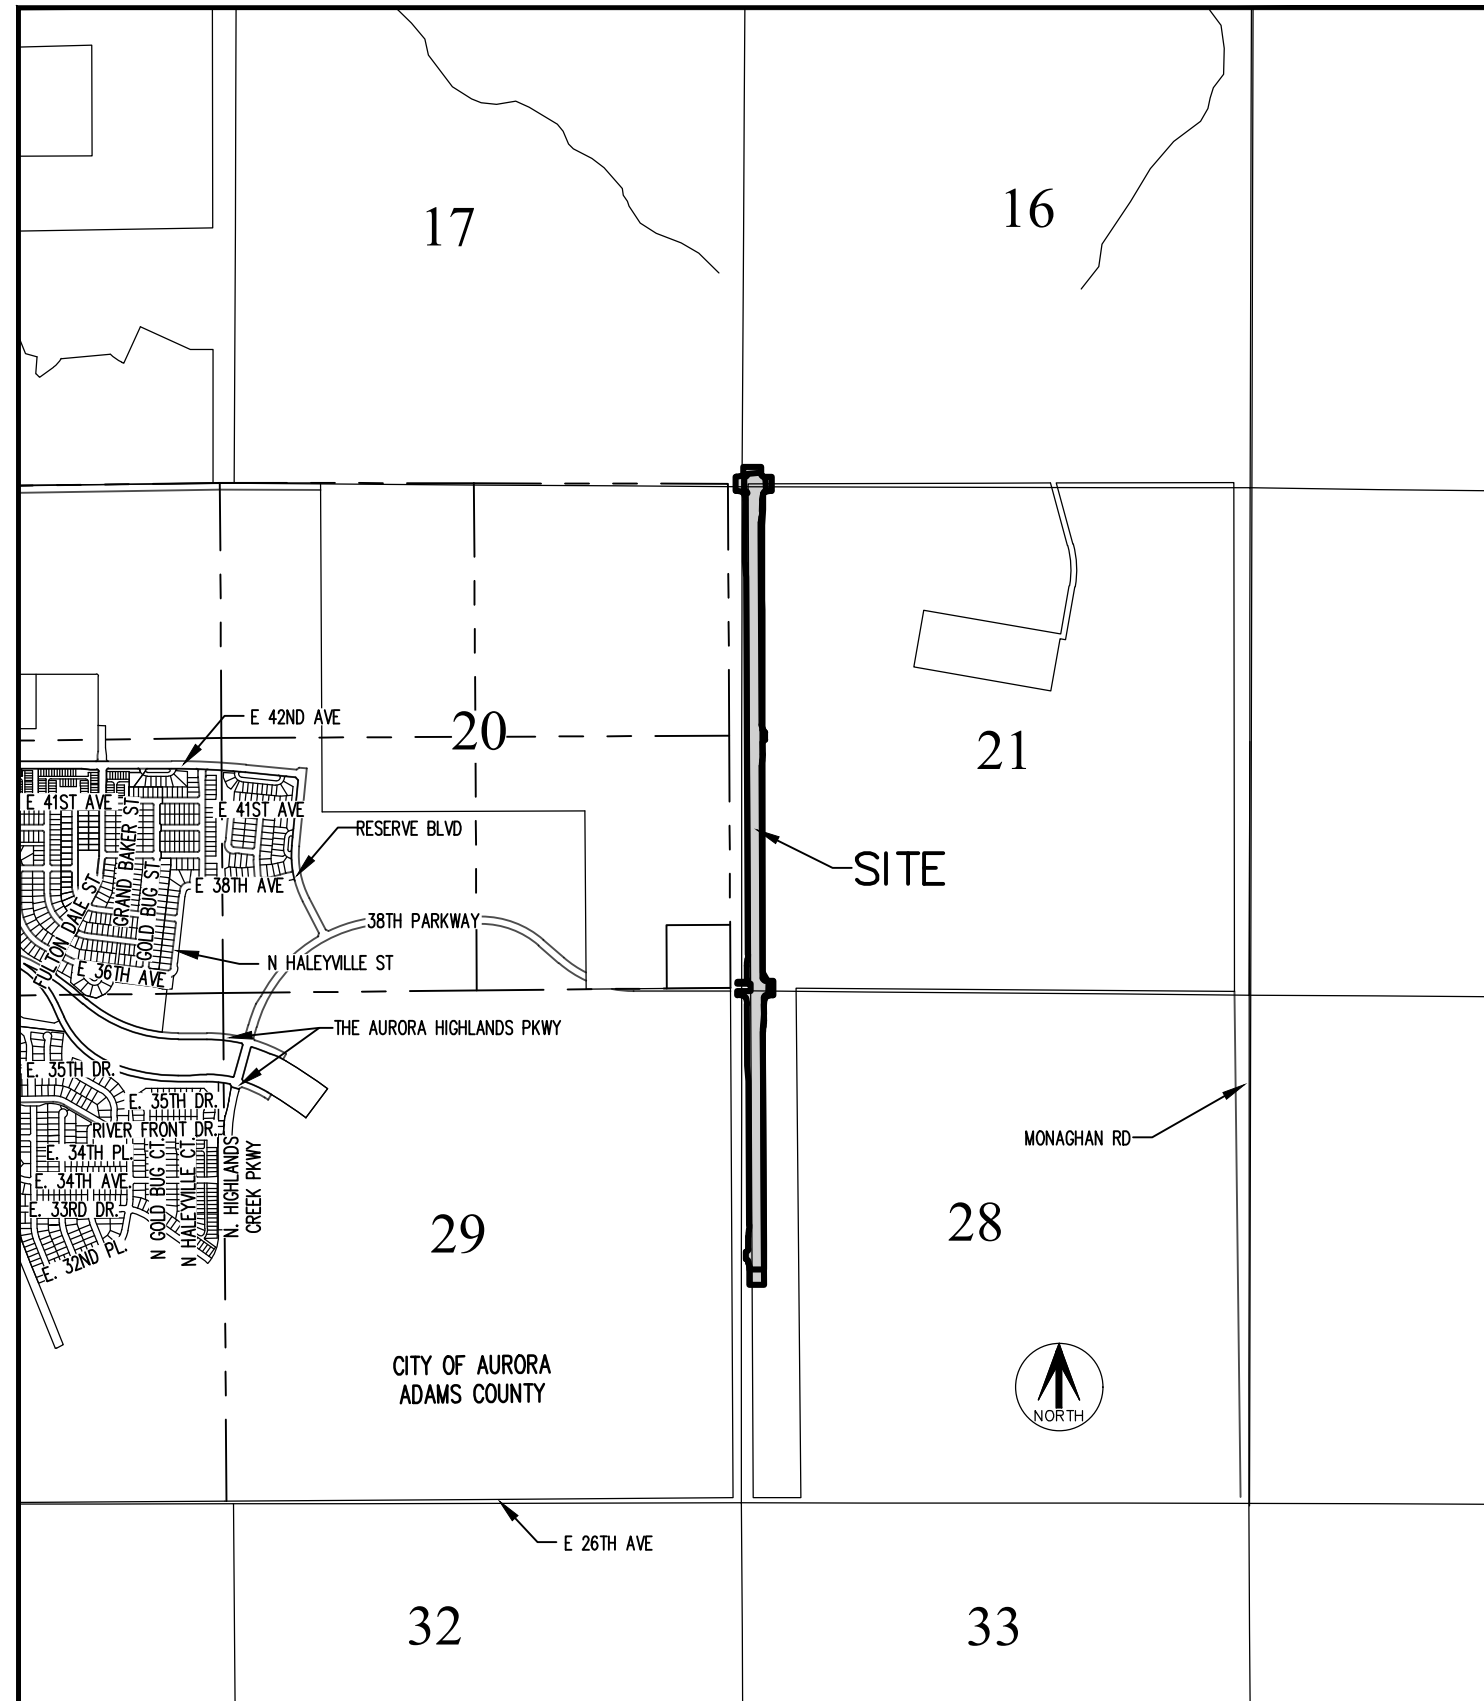 17
16
E 42ND AVE
20
21
E 41ST AVE
E 41ST AVE
GRAND BAKER ST
RESERVE BLVD
SITE
E 38TH AVE
FULTON DALE ST
GOLD BUG ST
38TH PARKWAY
N HALEYVILLE ST
E 36TH AVE
THE AURORA HIGHLANDS PKWY
E. 35TH DR.
E. 35TH DR.
RIVER FRONT DR.
MONAGHAN RD
E. 34TH PL.
E. 34TH AVE.
E. 33RD DR.
N GOLD BUG CT.
N HALEYVILLE CT.
N. HIGHLANDS
CREEK PKWY
E. 32ND PL.
29
28
CITY OF AURORA
ADAMS COUNTY
NORTH
E 26TH AVE
32
33